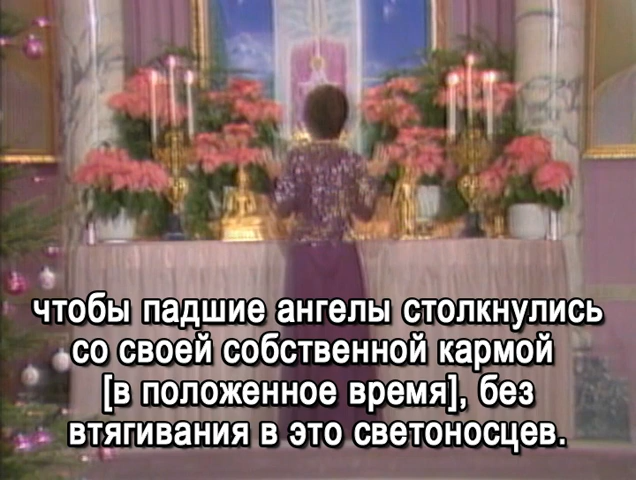 чтобы падшие ангелы столкнулись
со своей собственной кармой
[в положенное время], без
втягивания в это светоносцев.